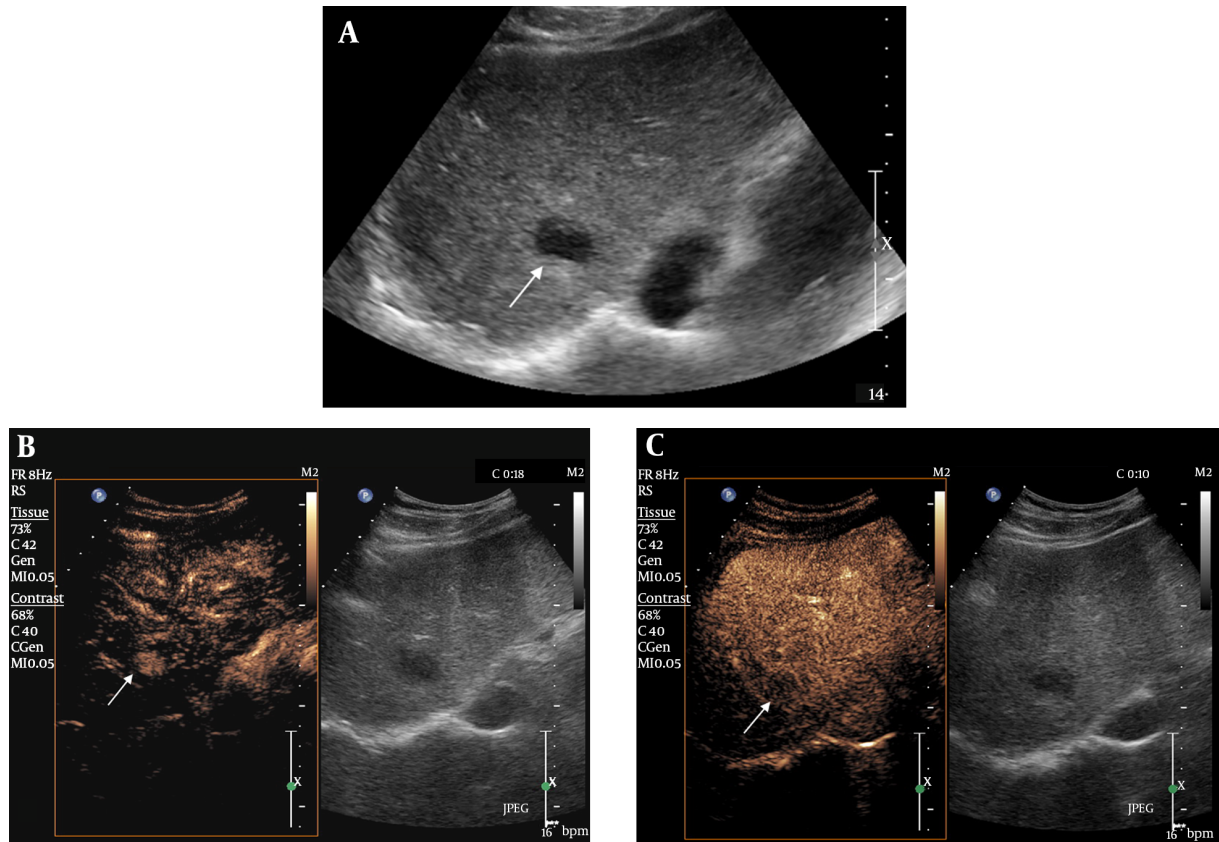 A
X
14
B
FR 8Hz
RS
Tissue
73%
C 42
Gen
MI0.05
Contrast
68%
C 40
CGen
MI0.05
M2
P
C 0:18
M2
X
X
JPEG
16 bpm
C
FR 8Hz
RS
Tissue
73%
C 42
Gen
MI0.05
Contrast
68%
C 40
CGen
MI0.05
M2
P
C 0:10
M2
X
X
JPEG
16 bpm